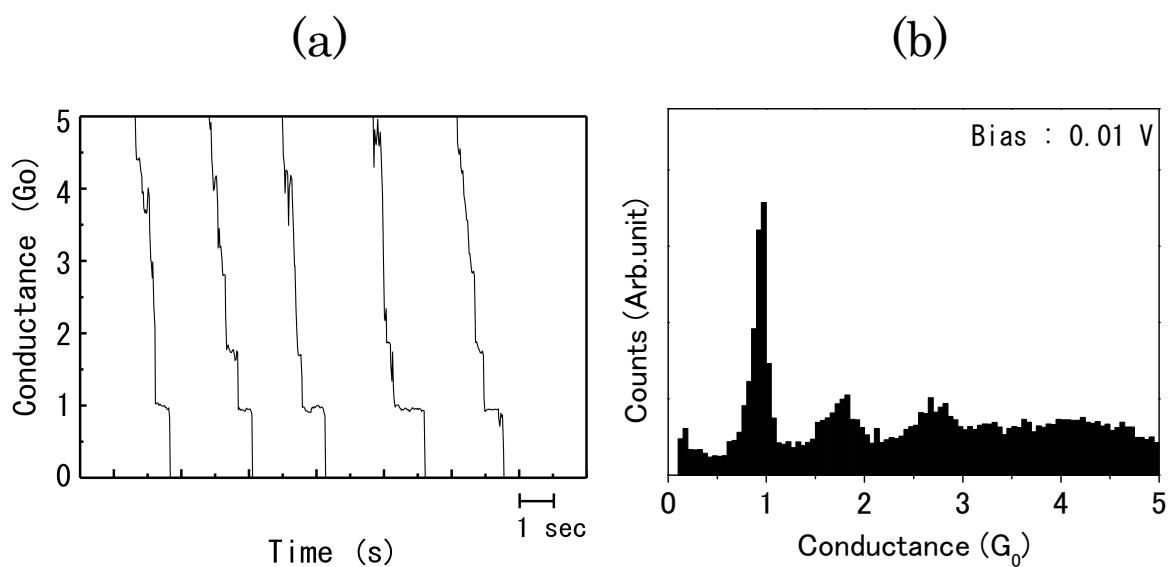 (a)
5
4
3
2
1
0
Conductance (Go)
1 sec
Time (s)
(b)
Bias : 0.01 V
Counts (Arb.unit)
0 1 2 3 4 5
Conductance (G₀)